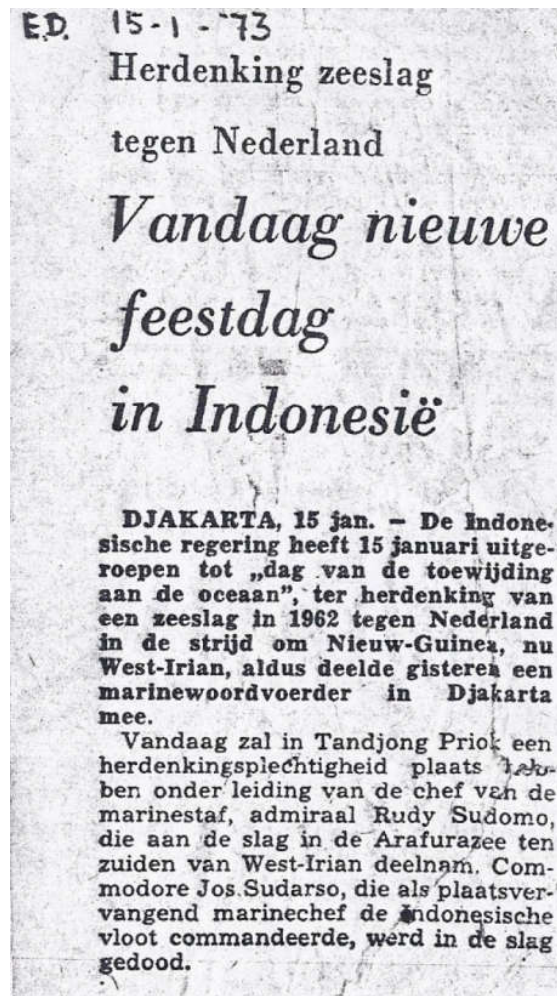 E.D. 15-1-'73
Herdenking zeeslag
tegen Nederland
Vandaag nieuwe
feestdag
in Indonesië
DJAKARTA, 15 jan. — De Indone-
sische regering heeft 15 januari uitge-
roepen tot „dag van de toewijding
aan de oceaan”, ter herdenking van
een zeeslag in 1962 tegen Nederland
in de strijd om Nieuw-Guinea, nu
West-Irian, aldus deelde gisteren een
marinewoordvoerder in Djakarta
mee.
Vandaag zal in Tandjong Priok een
herdenkingsplechtigheid plaats
ben onder leiding van de chef van de
marinestaf, admiraal Rudy Sudomo,
die aan de slag in de Arafurazee ten
zuiden van West-Irian deelnam. Com-
modore Jos Sudarso, die als plaatsver-
vangend marinechef de Indonesische
vloot commandeerde, werd in de slag
gedood.